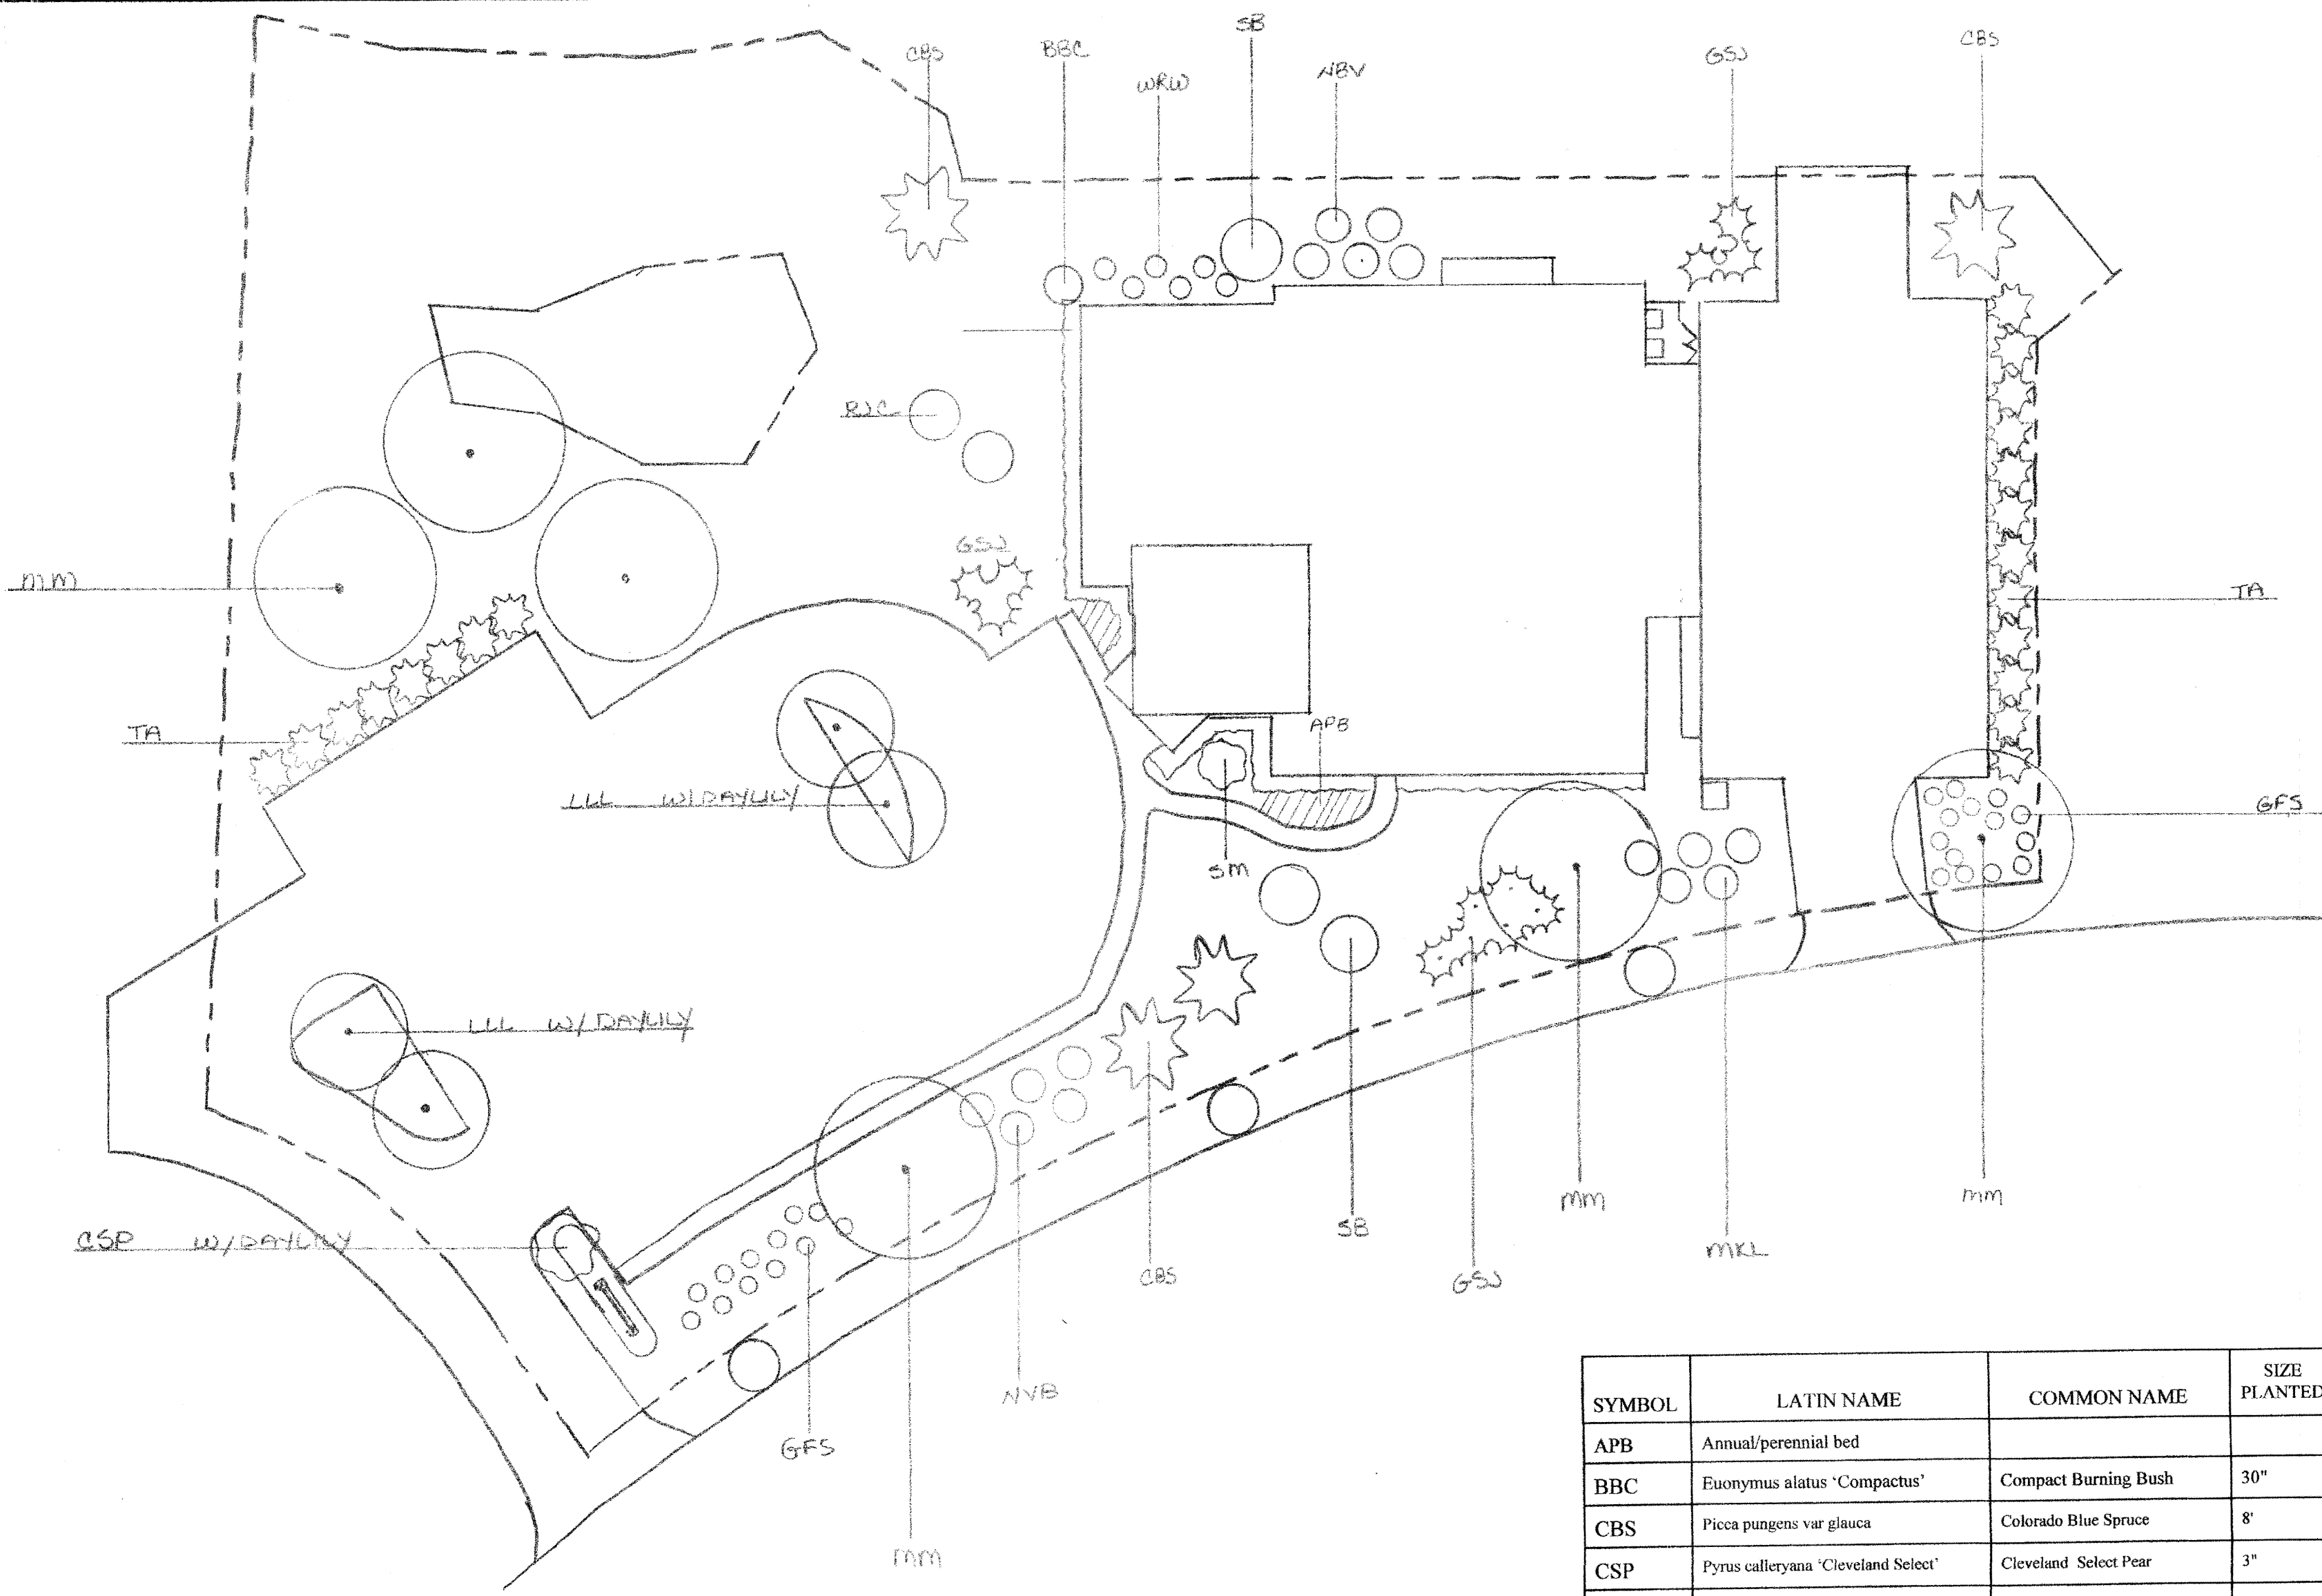 SB
CBS
BBC
WRW
NBV
GSJ
CBS
RJC
GSJ
MM
TA
TA
APB
LLL W/DAYLILY
GFS
SM
LLL W/ DAYLILY
MM
MM
SB
MKL
CSP W/DAYLILY
CBS
GSJ
NVB
GFS
MM
SYMBOL LATIN NAME COMMON NAME SIZE PLANTED
APB Annual/perennial bed
BBC Euonymus alatus ‘Compactus’ Compact Burning Bush 30"
CBS Picca pungens var glauca Colorado Blue Spruce 8'
CSP Pyrus calleryana ‘Cleveland Select’ Cleveland Select Pear 3"